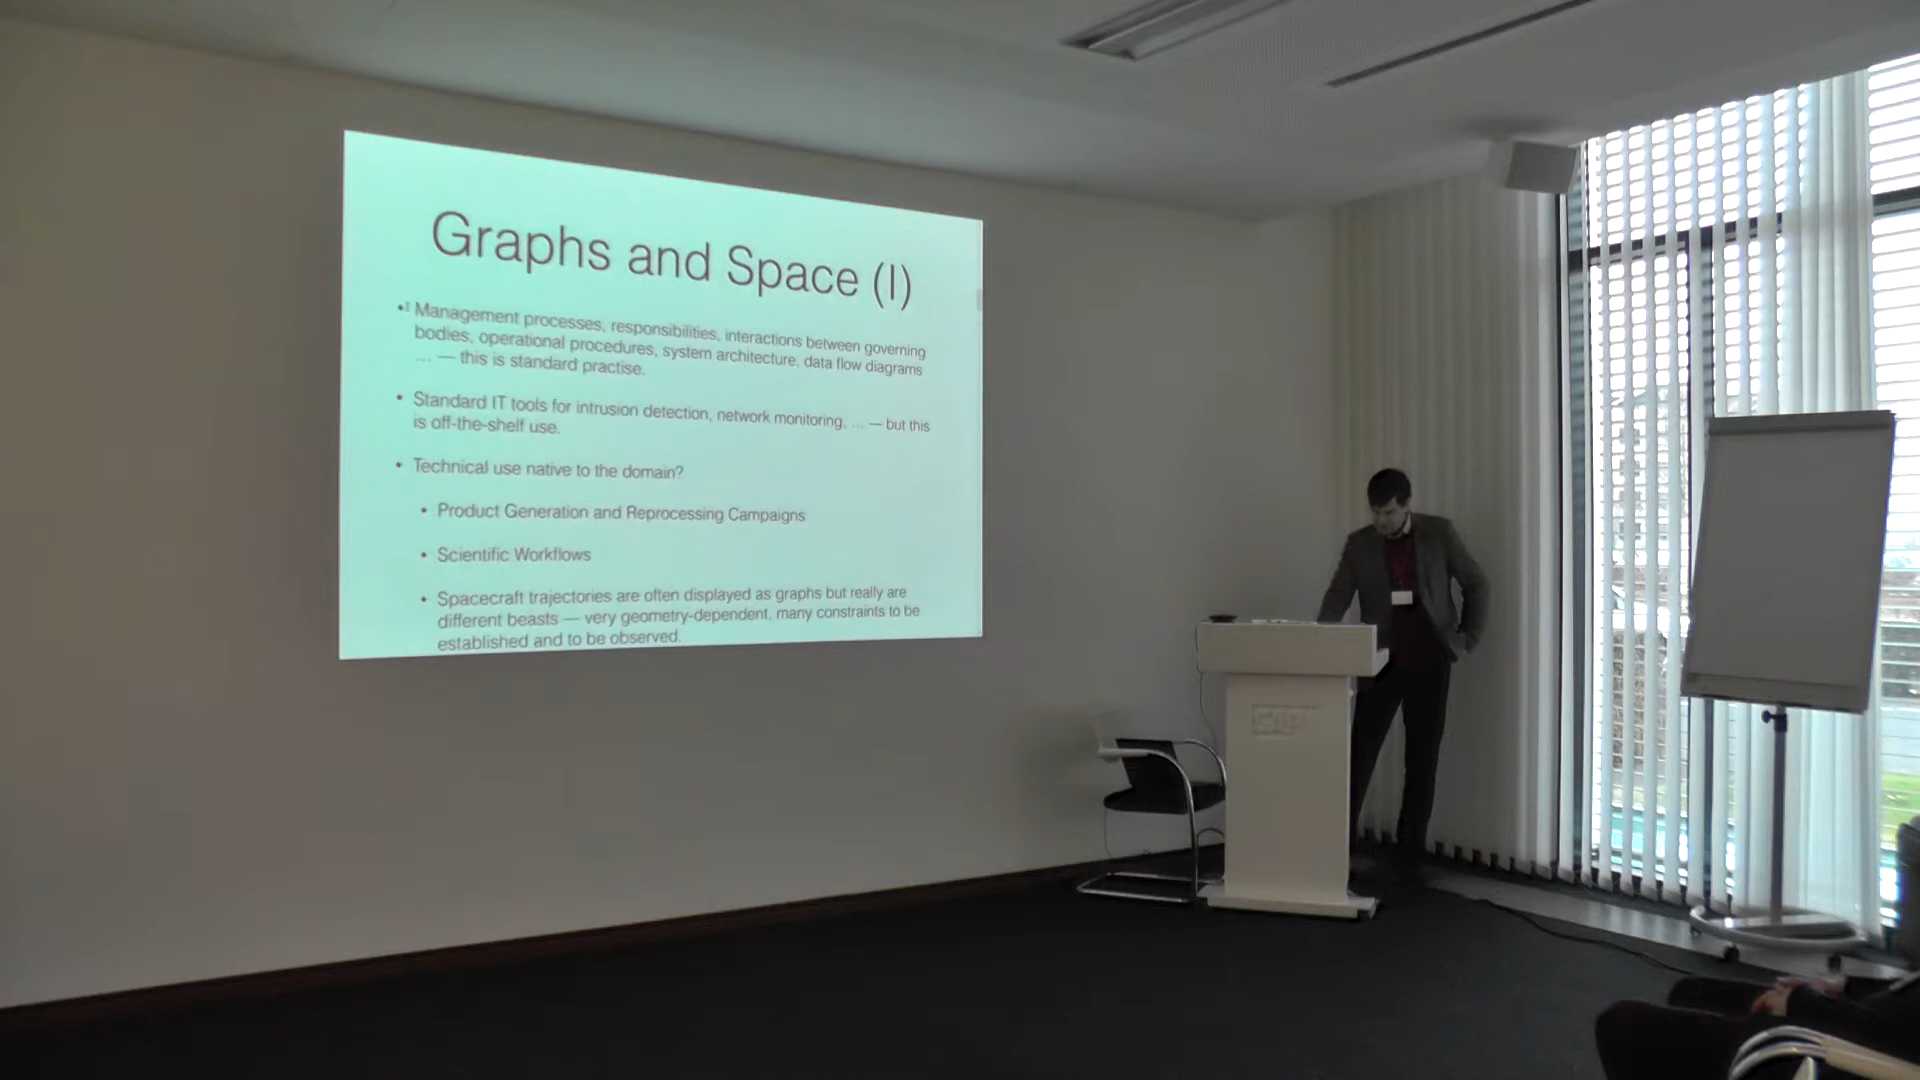 Graphs and Space (I)
• Management processes, responsibilities, interactions between governing
bodies, operational procedures, system architecture, data flow diagrams
... — this is standard practise.
• Standard IT tools for intrusion detection, network monitoring, ... — but this
is off-the-shelf use.
• Technical use native to the domain?
• Product Generation and Reprocessing Campaigns
• Scientific Workflows
• Spacecraft trajectories are often displayed as graphs but really are
different beasts — very geometry-dependent, many constraints to be
established and to be observed.